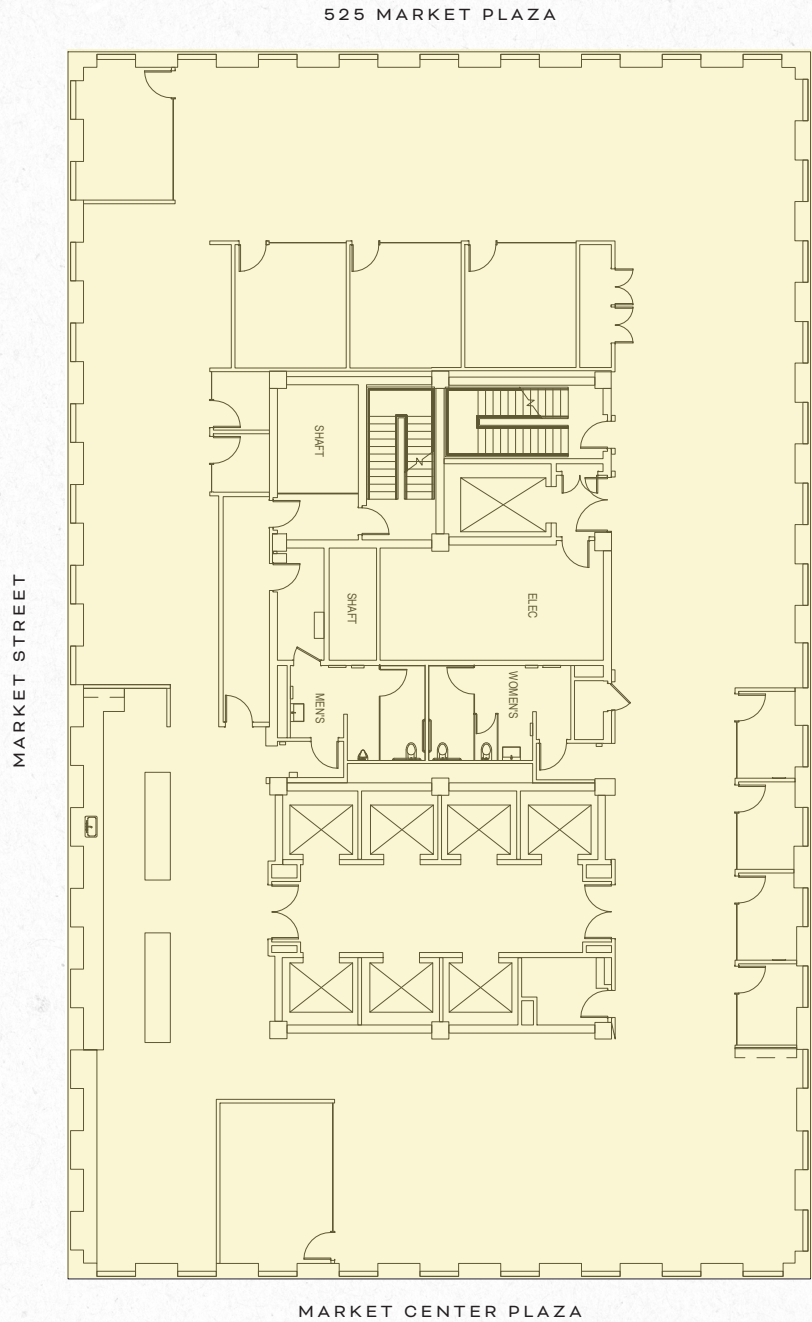 525 MARKET PLAZA
SHAFT
SHAFT
ELEC
MEN'S
WOMEN'S
MARKET STREET
MARKET CENTER PLAZA